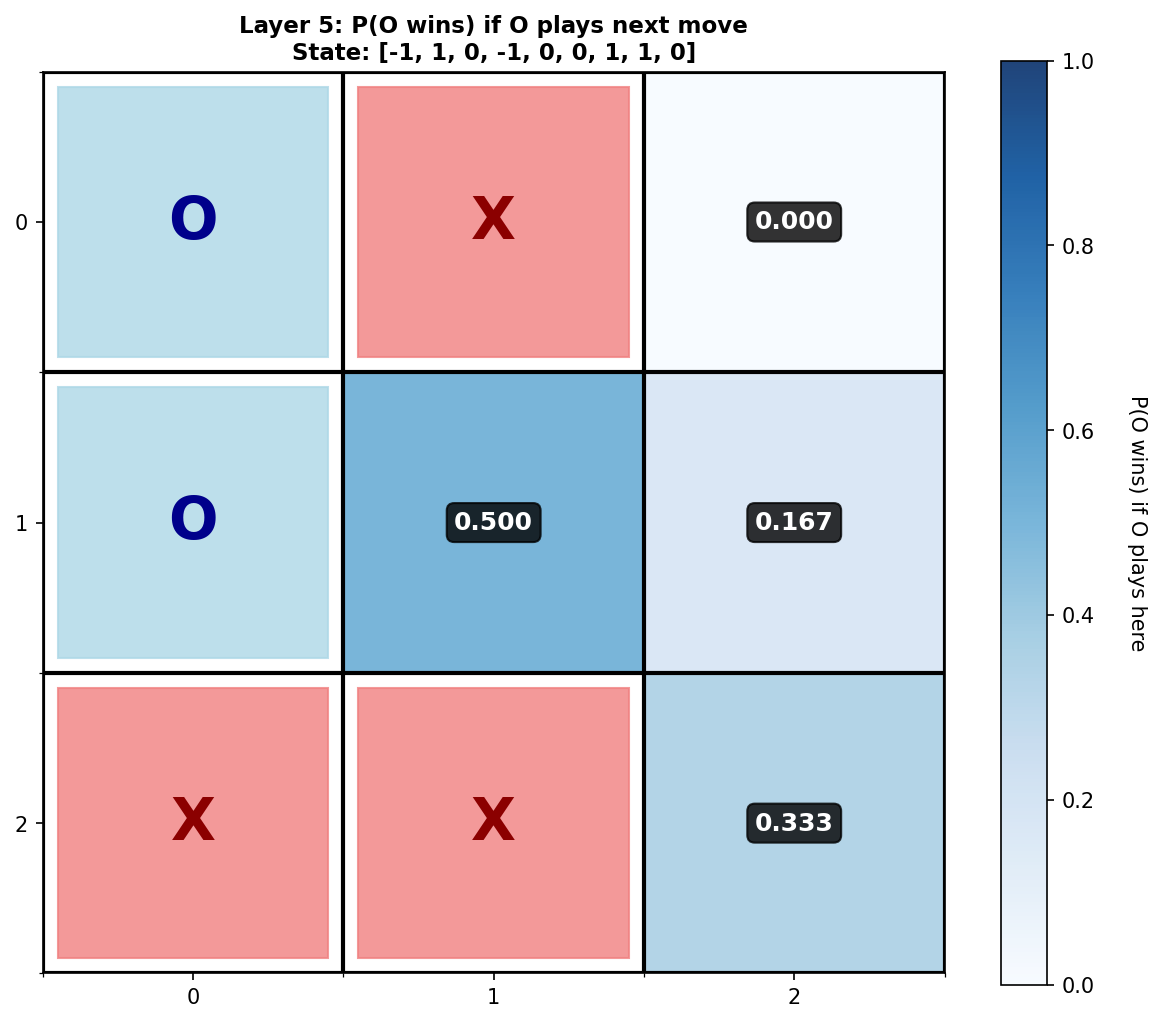 Layer 5: P(O wins) if O plays next move
State: [-1, 1, 0, -1, 0, 0, 1, 1, 0]
0
O
X
0.000
1
O
0.500
0.167
2
X
X
0.333
0
1
2
1.0
0.8
0.6
0.4
0.2
0.0
P(O wins) if O plays here